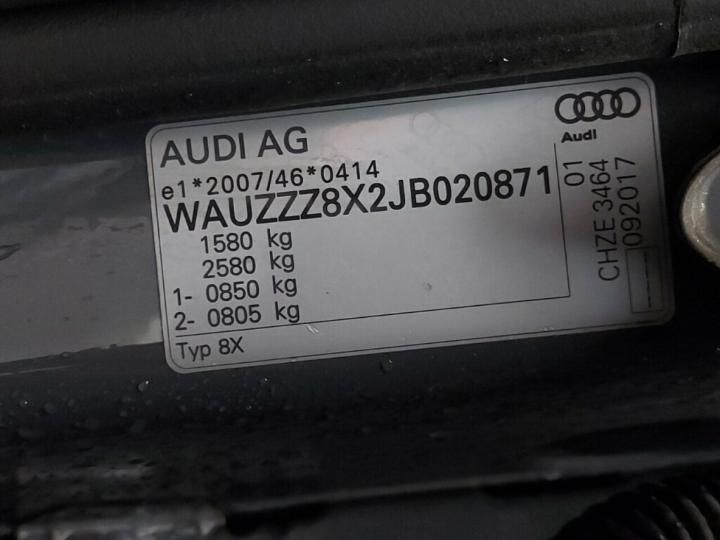 AUDI AG
e1*2007/46*0414
WAUZZZ8X2JB020871
1580 kg
2580 kg
1- 0850 kg
2- 0805 kg
Typ 8X
Audi
01
CHZE 3464
092017